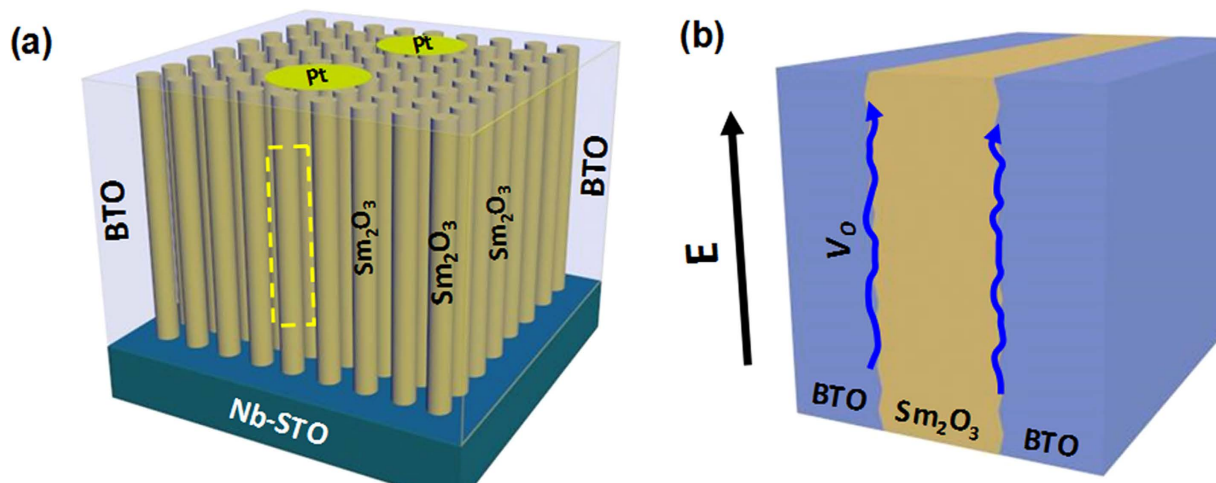 (a)
Pt
Pt
BTO
BTO
Sm₂O₃
Sm₂O₃
Sm₂O₃
Nb-STO
(b)
E
Vₒ
BTO
Sm₂O₃
BTO